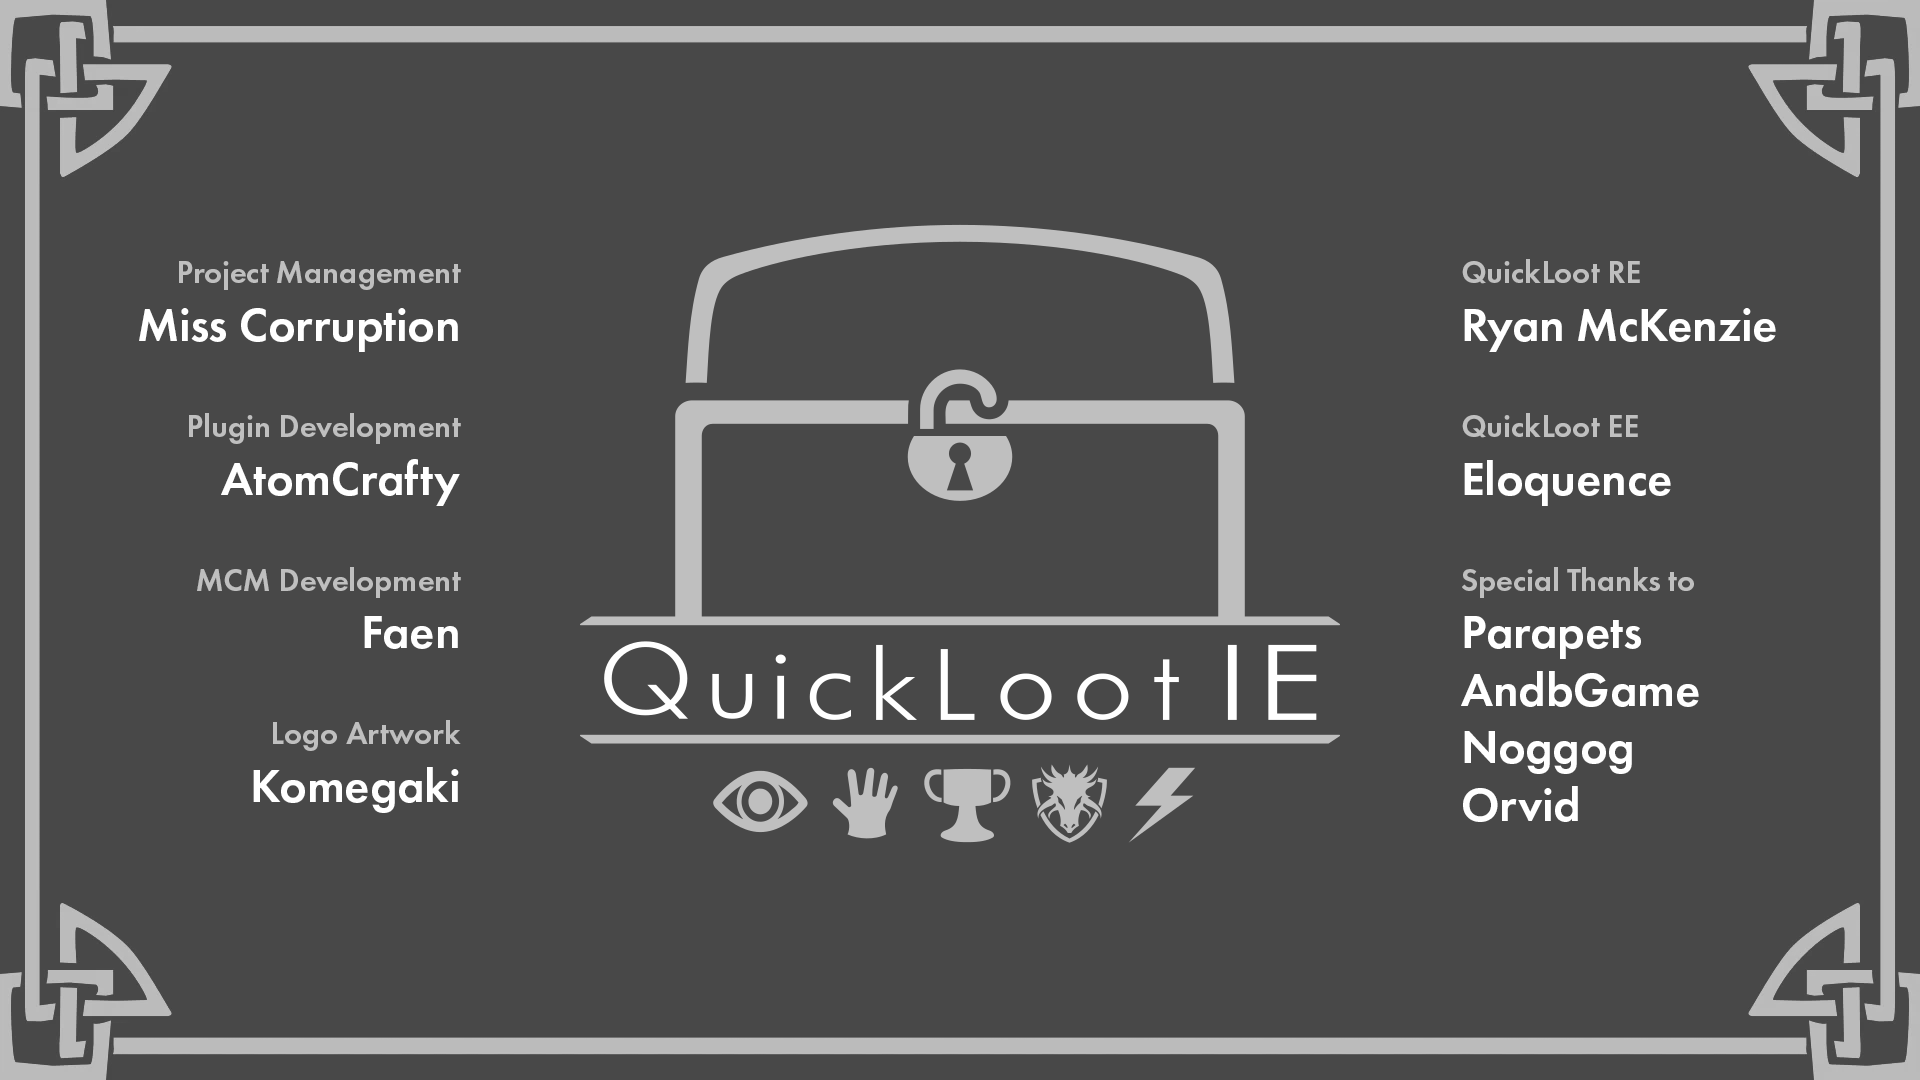 Project Management
Miss Corruption
Plugin Development
AtomCrafty
MCM Development
Faen
Logo Artwork
Komegaki
QuickLoot IE
QuickLoot RE
Ryan McKenzie
QuickLoot EE
Eloquence
Special Thanks to
Parapets
AndbGame
Noggog
Orvid